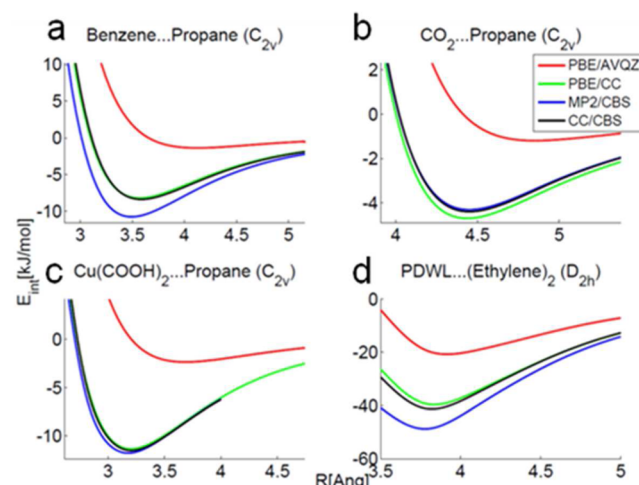 a Benzene...Propane (C2v)
10
5
0
-5
-10
3 3.5 4 4.5 5
b CO2...Propane (C2v)
2
0
-2
-4
4 4.5 5
PBE/AVQZ
PBE/CC
MP2/CBS
CC/CBS
c Cu(COOH)2...Propane (C2v)
0
-5
-10
3 3.5 4 4.5
d PDWL...(Ethylene)2 (D2h)
0
-20
-40
-60
3.5 4 4.5 5
Eint[kJ/mol]
R[Ang]